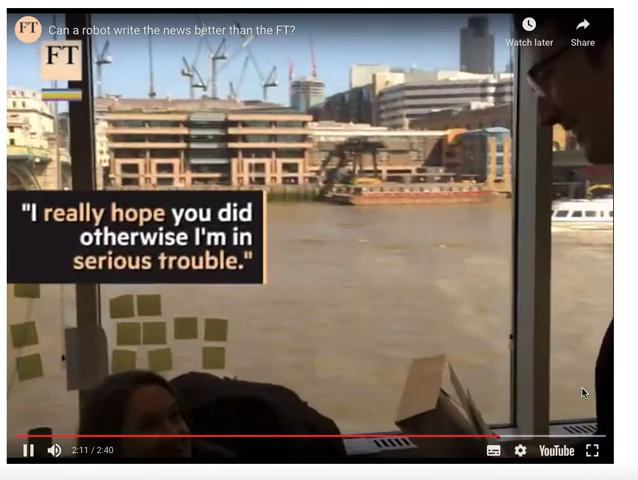 FT
Can a robot write the news better than the FT?
Watch later
Share
FT
"I really hope you did
otherwise I'm in
serious trouble."
2:11 / 2:40
YouTube